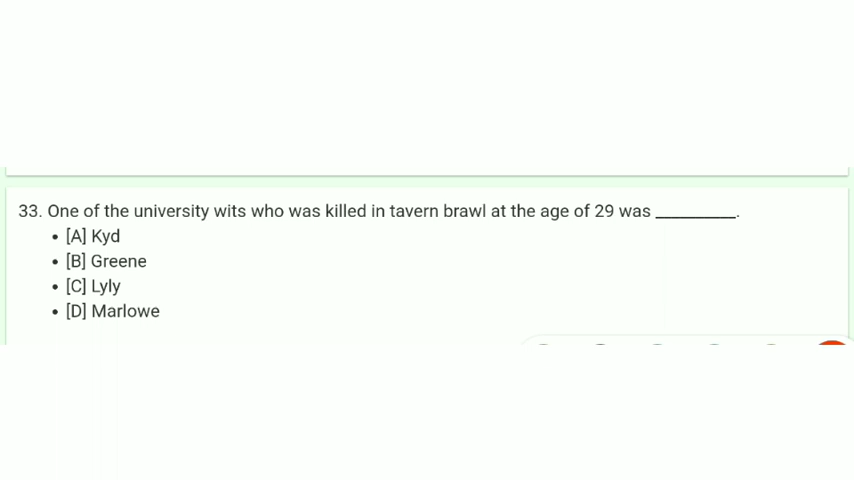 33. One of the university wits who was killed in tavern brawl at the age of 29 was __________.
• [A] Kyd
• [B] Greene
• [C] Lyly
• [D] Marlowe